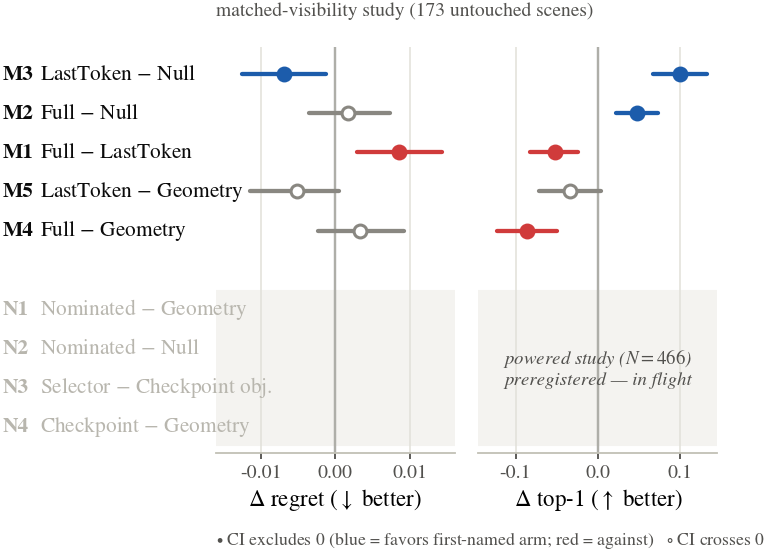 matched-visibility study (173 untouched scenes)
M3 LastToken − Null
M2 Full − Null
M1 Full − LastToken
M5 LastToken − Geometry
M4 Full − Geometry
N1 Nominated − Geometry
N2 Nominated − Null
N3 Selector − Checkpoint obj.
N4 Checkpoint − Geometry
powered study (N = 466)
preregistered — in flight
-0.01 0.00 0.01
-0.1 0.0 0.1
Δ regret (↓ better)
Δ top-1 (↑ better)
• CI excludes 0 (blue = favors first-named arm; red = against) ∘ CI crosses 0